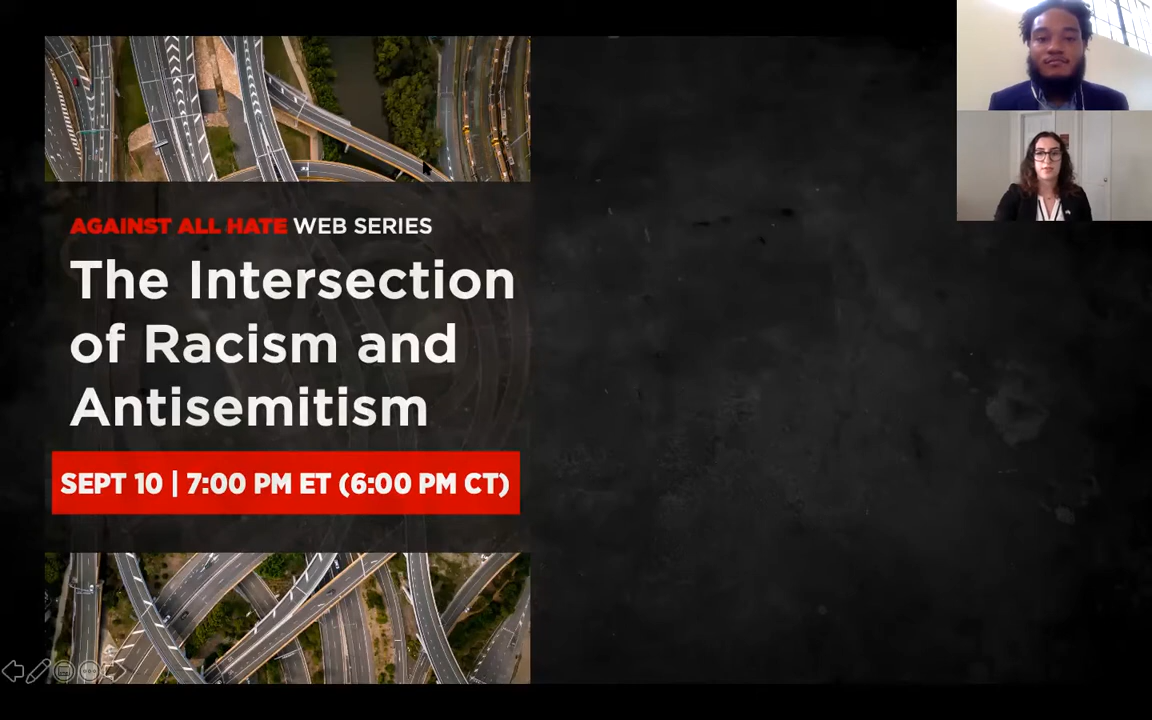 AGAINST ALL HATE WEB SERIES
The Intersection
of Racism and
Antisemitism
SEPT 10 | 7:00 PM ET (6:00 PM CT)